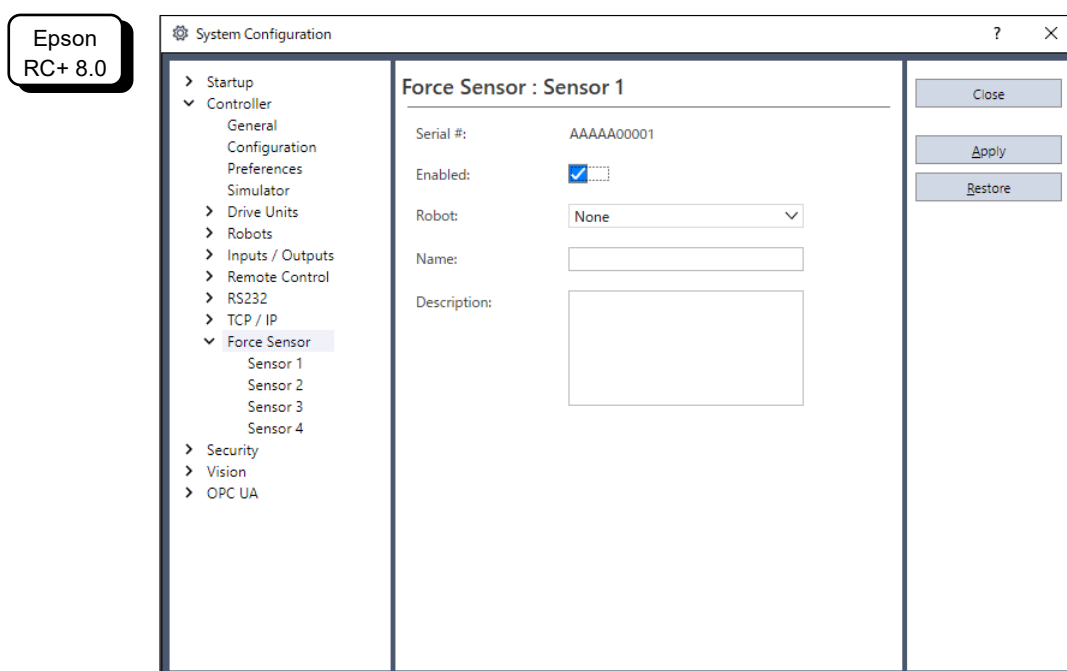 Epson
RC+ 8.0
System Configuration
?
Startup
Controller
General
Configuration
Preferences
Simulator
Drive Units
Robots
Inputs / Outputs
Remote Control
RS232
TCP / IP
Force Sensor
Sensor 1
Sensor 2
Sensor 3
Sensor 4
Security
Vision
OPC UA
Force Sensor : Sensor 1
Serial #: AAAAA00001
Enabled:
Robot: None
Name:
Description:
Close
Apply
Restore